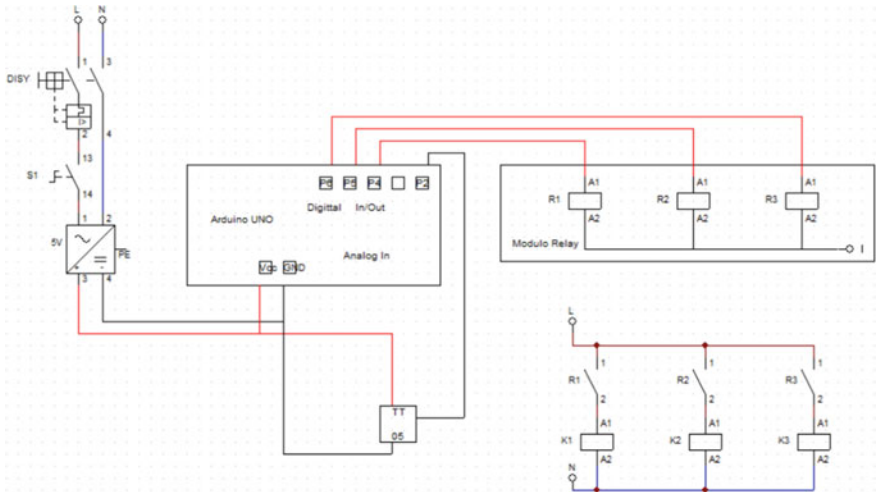 L N
1 3
DISY
I>
2 4
13
S1
14
1 2
5V
PE
3 4
P6 P5 P4 P2
Digittal In/Out
Arduino UNO
Analog In
Vcc GND
TT
05
A1 A1 A1
R1 R2 R3
A2 A2 A2
Modulo Relay
I
L
1 1 1
R1 R2 R3
2 2 2
A1 A1 A1
K1 K2 K3
A2 A2 A2
N